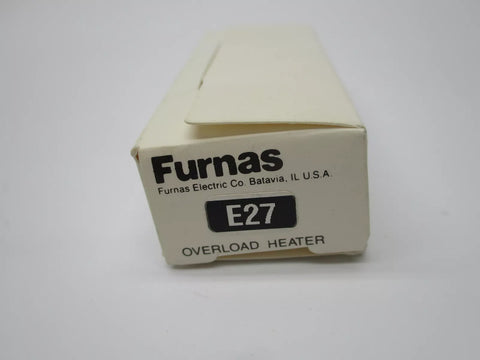 Furnas
Furnas Electric Co. Batavia, IL U.S.A.
E27
OVERLOAD HEATER